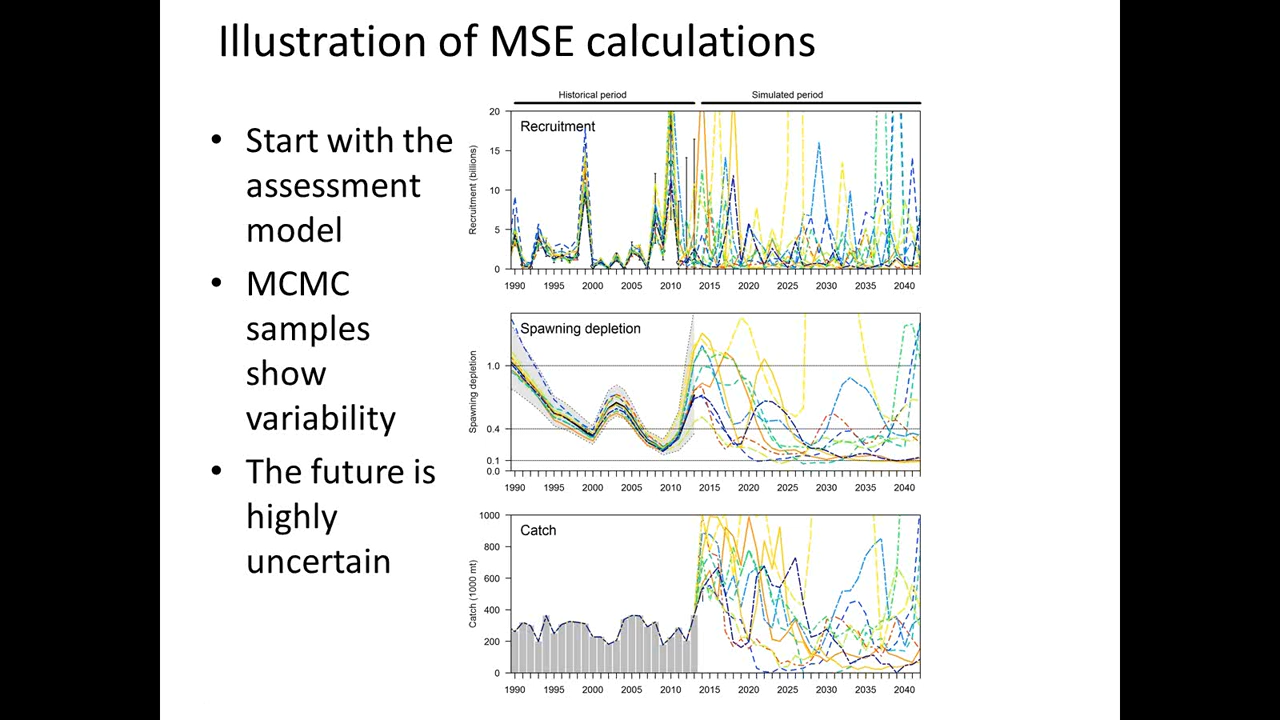 Illustration of MSE calculations
• Start with the
assessment
model
• MCMC
samples
show
variability
• The future is
highly
uncertain
Historical period
Simulated period
Recruitment
Recruitment (billions)
20
15
10
5
0
1990 1995 2000 2005 2010 2015 2020 2025 2030 2035 2040
Spawning depletion
Spawning depletion
1.0
0.4
0.1
0.0
1990 1995 2000 2005 2010 2015 2020 2025 2030 2035 2040
Catch
Catch (1000 mt)
1000
800
600
400
200
0
1990 1995 2000 2005 2010 2015 2020 2025 2030 2035 2040